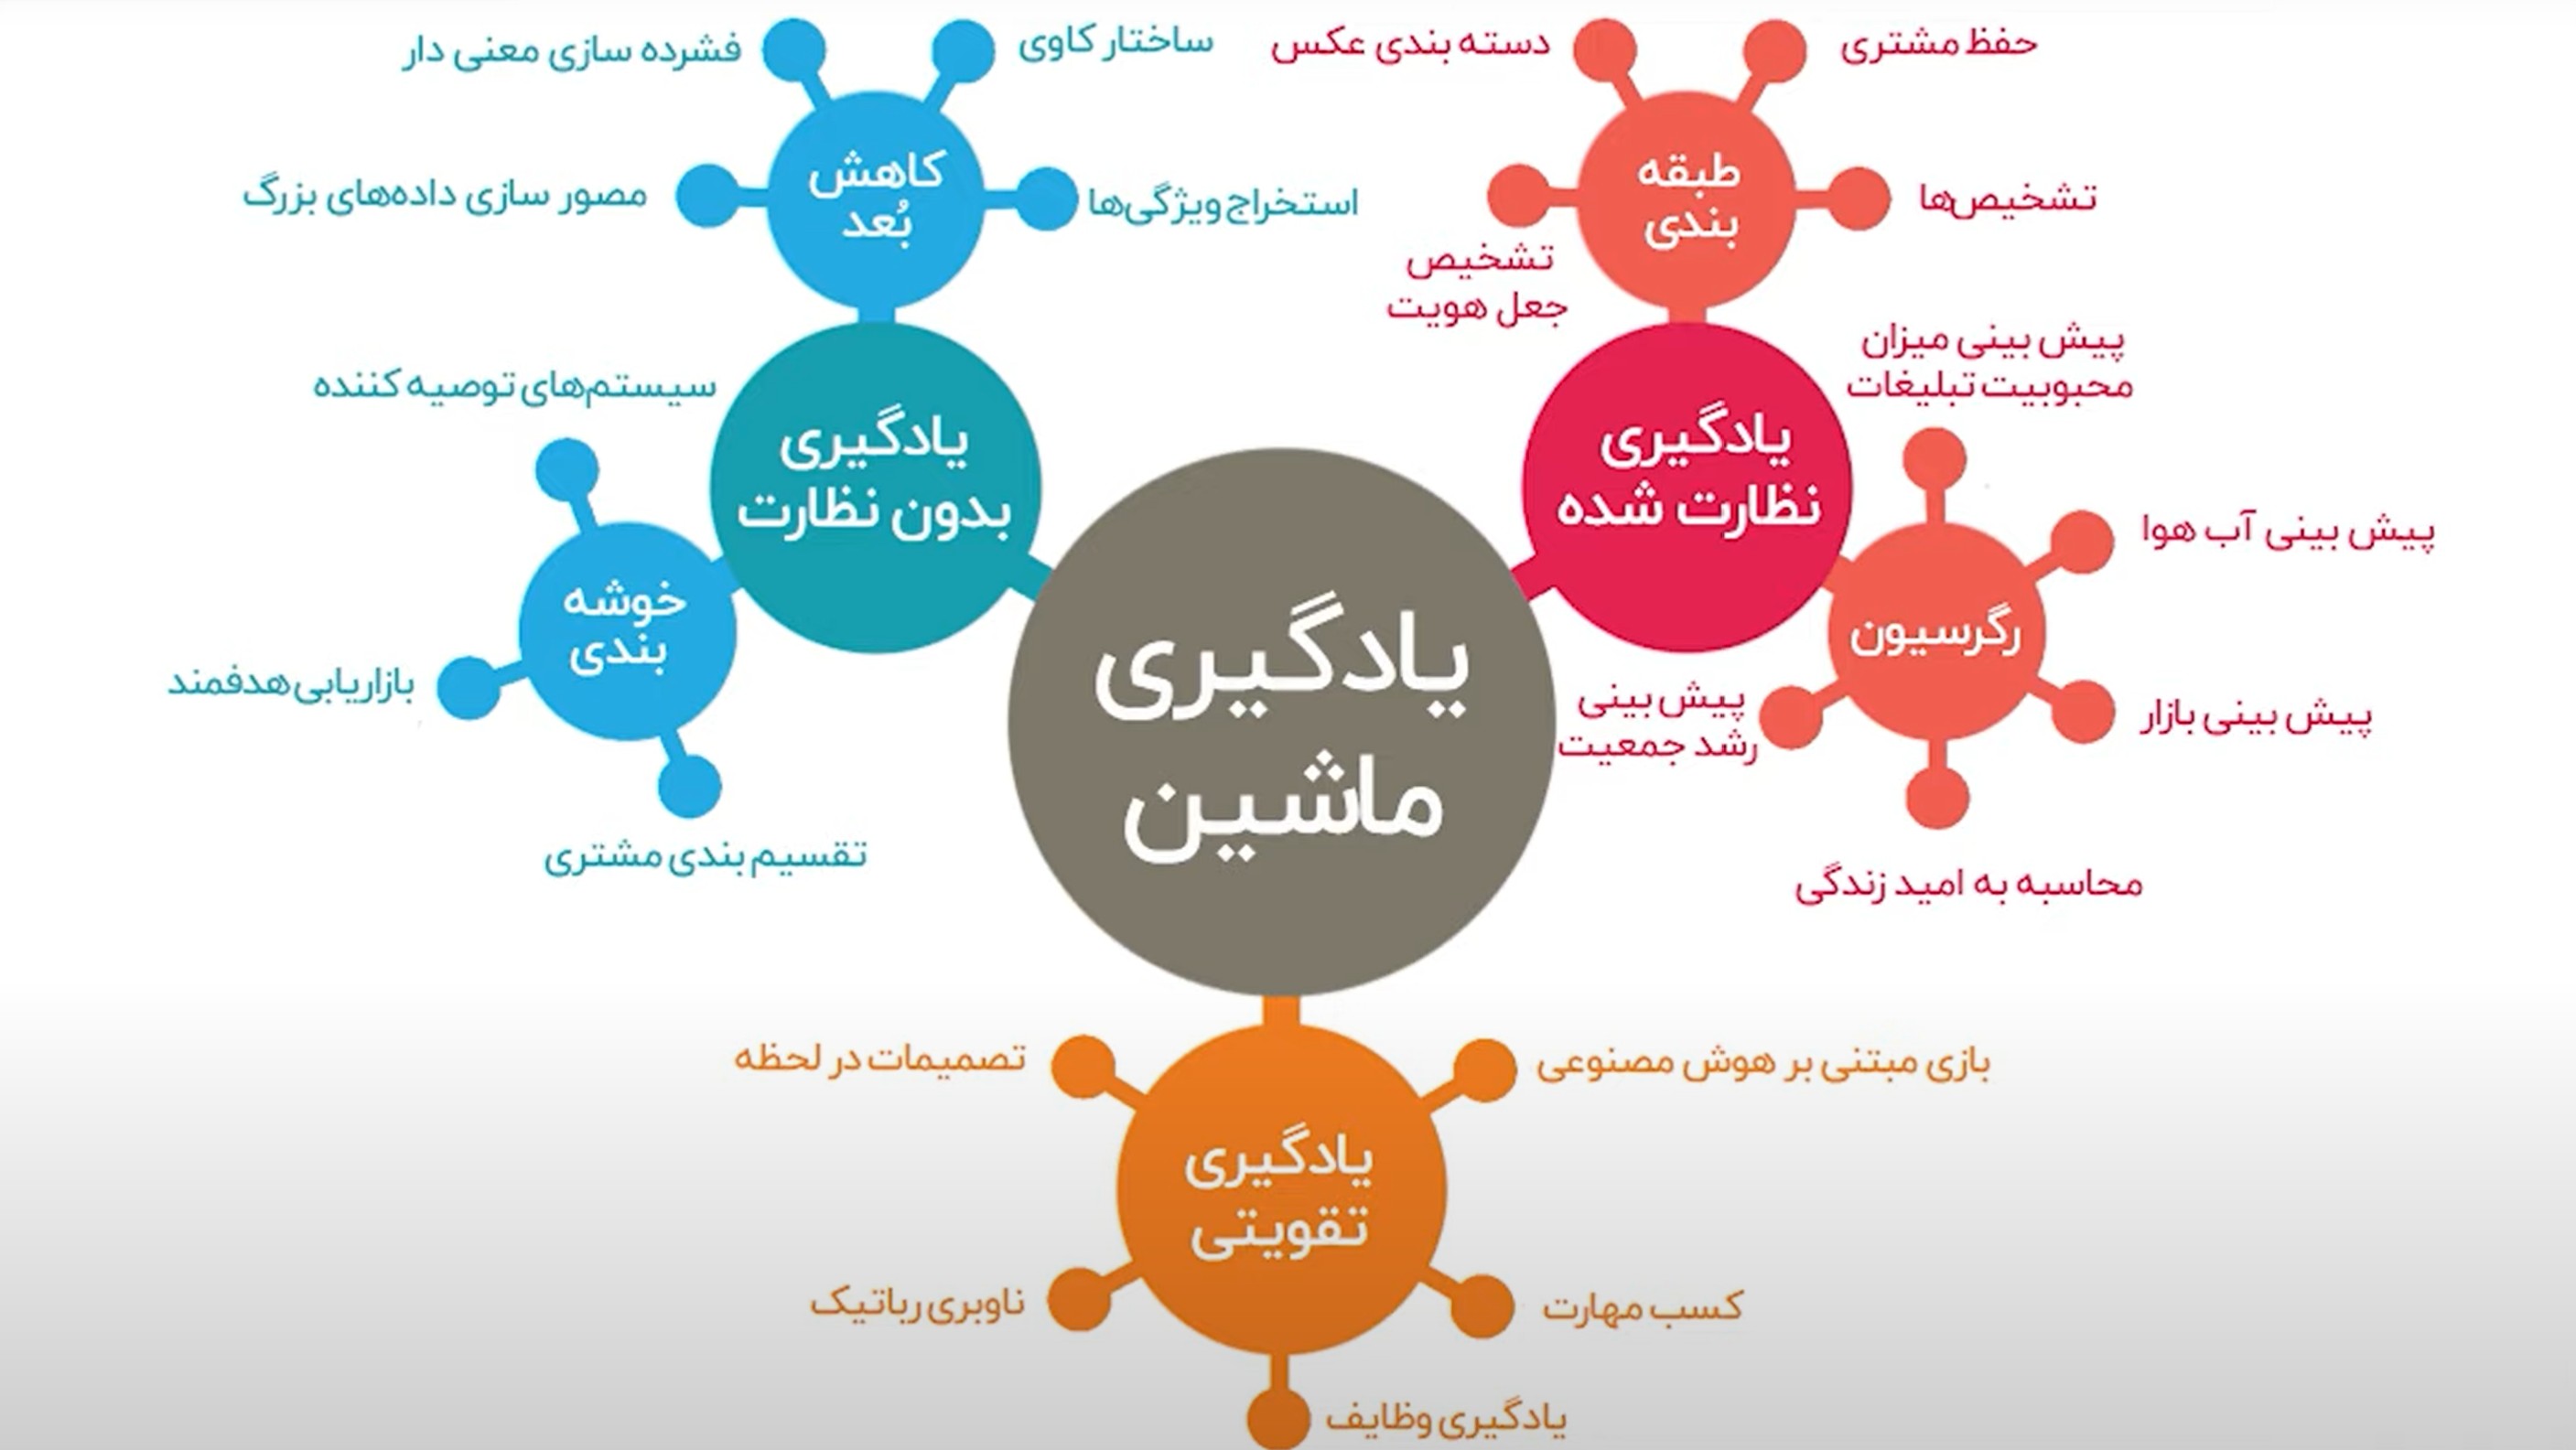 حفظ مشتری
دسته بندی عکس
ساختار کاوی
فشرده سازی معنی دار
طبقه
بندی
تشخیص‌ها
تشخیص
جعل هویت
کاهش
بُعد
استخراج ویژگی‌ها
مصور سازی داده‌های بزرگ
یادگیری
نظارت شده
پیش بینی میزان
محبوبیت تبلیغات
پیش بینی آب هوا
رگرسیون
پیش بینی بازار
پیش بینی
رشد جمعیت
محاسبه به امید زندگی
یادگیری
بدون نظارت
سیستم‌های توصیه کننده
خوشه
بندی
بازاریابی هدفمند
تقسیم بندی مشتری
یادگیری
ماشین
بازی مبتنی بر هوش مصنوعی
تصمیمات در لحظه
یادگیری
تقویتی
کسب مهارت
ناوبری رباتیک
یادگیری وظایف